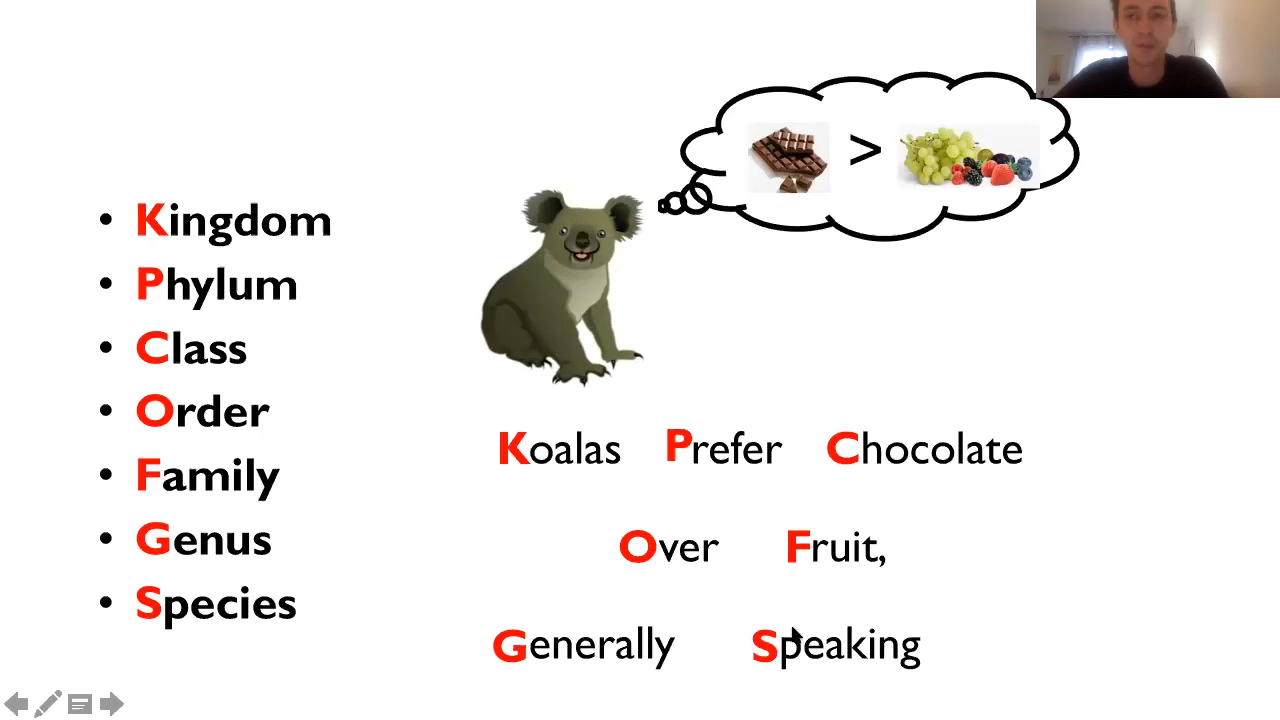 • Kingdom
• Phylum
• Class
• Order
• Family
• Genus
• Species
>
Koalas Prefer Chocolate
Over Fruit,
Generally Speaking